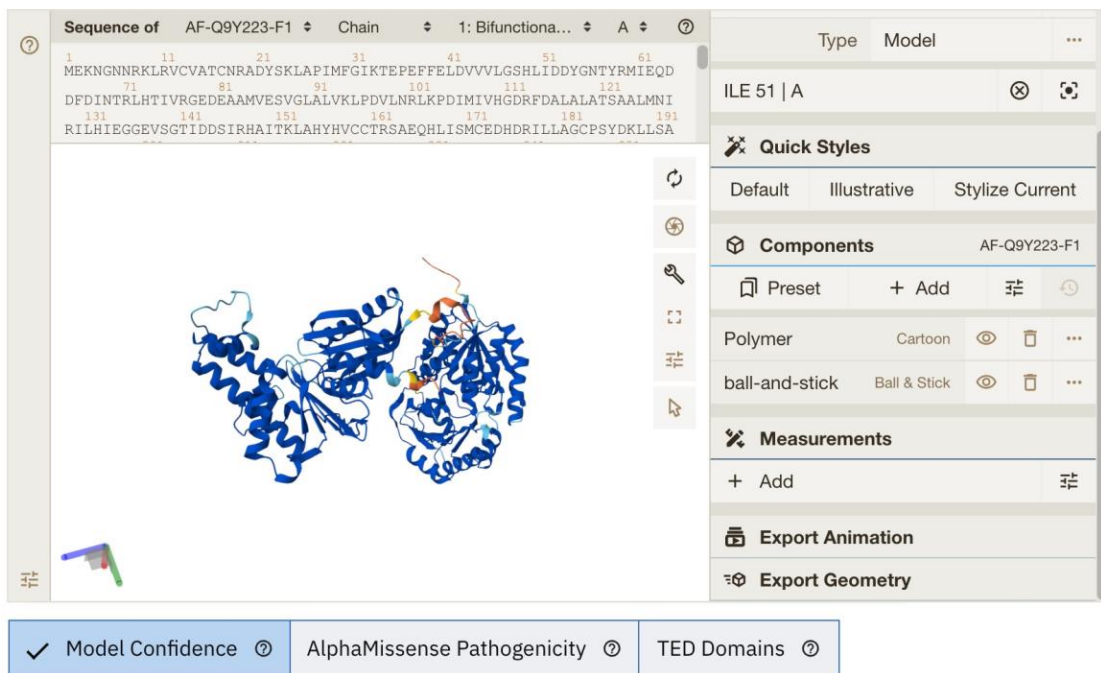 Sequence of AF-Q9Y223-F1 Chain 1: Bifunctiona... A
1 11 21 31 41 51 61
MEKNGNNRKLRVCVATCNRADYSKLAPIMFGIKTEPEFFELDVVVLGSHLIDDYGNTYRMIEQD
71 81 91 101 111 121
DFDINTRLHTIVRGEDEAAMVESVGLALVKLPDVLNRLKPDIMIVHGDRFDALALATSAALMNI
131 141 151 161 171 181 191
RILHIEGGEVSGTIDDSIRHAITKLAHYHVCCTRSAEQHLISMCEDHDRILLAGCPSYDKLLSA
Type Model
ILE 51 | A
Quick Styles
Default Illustrative Stylize Current
Components AF-Q9Y223-F1
Preset + Add
Polymer Cartoon
ball-and-stick Ball & Stick
Measurements
+ Add
Export Animation
Export Geometry
Model Confidence AlphaMissense Pathogenicity TED Domains